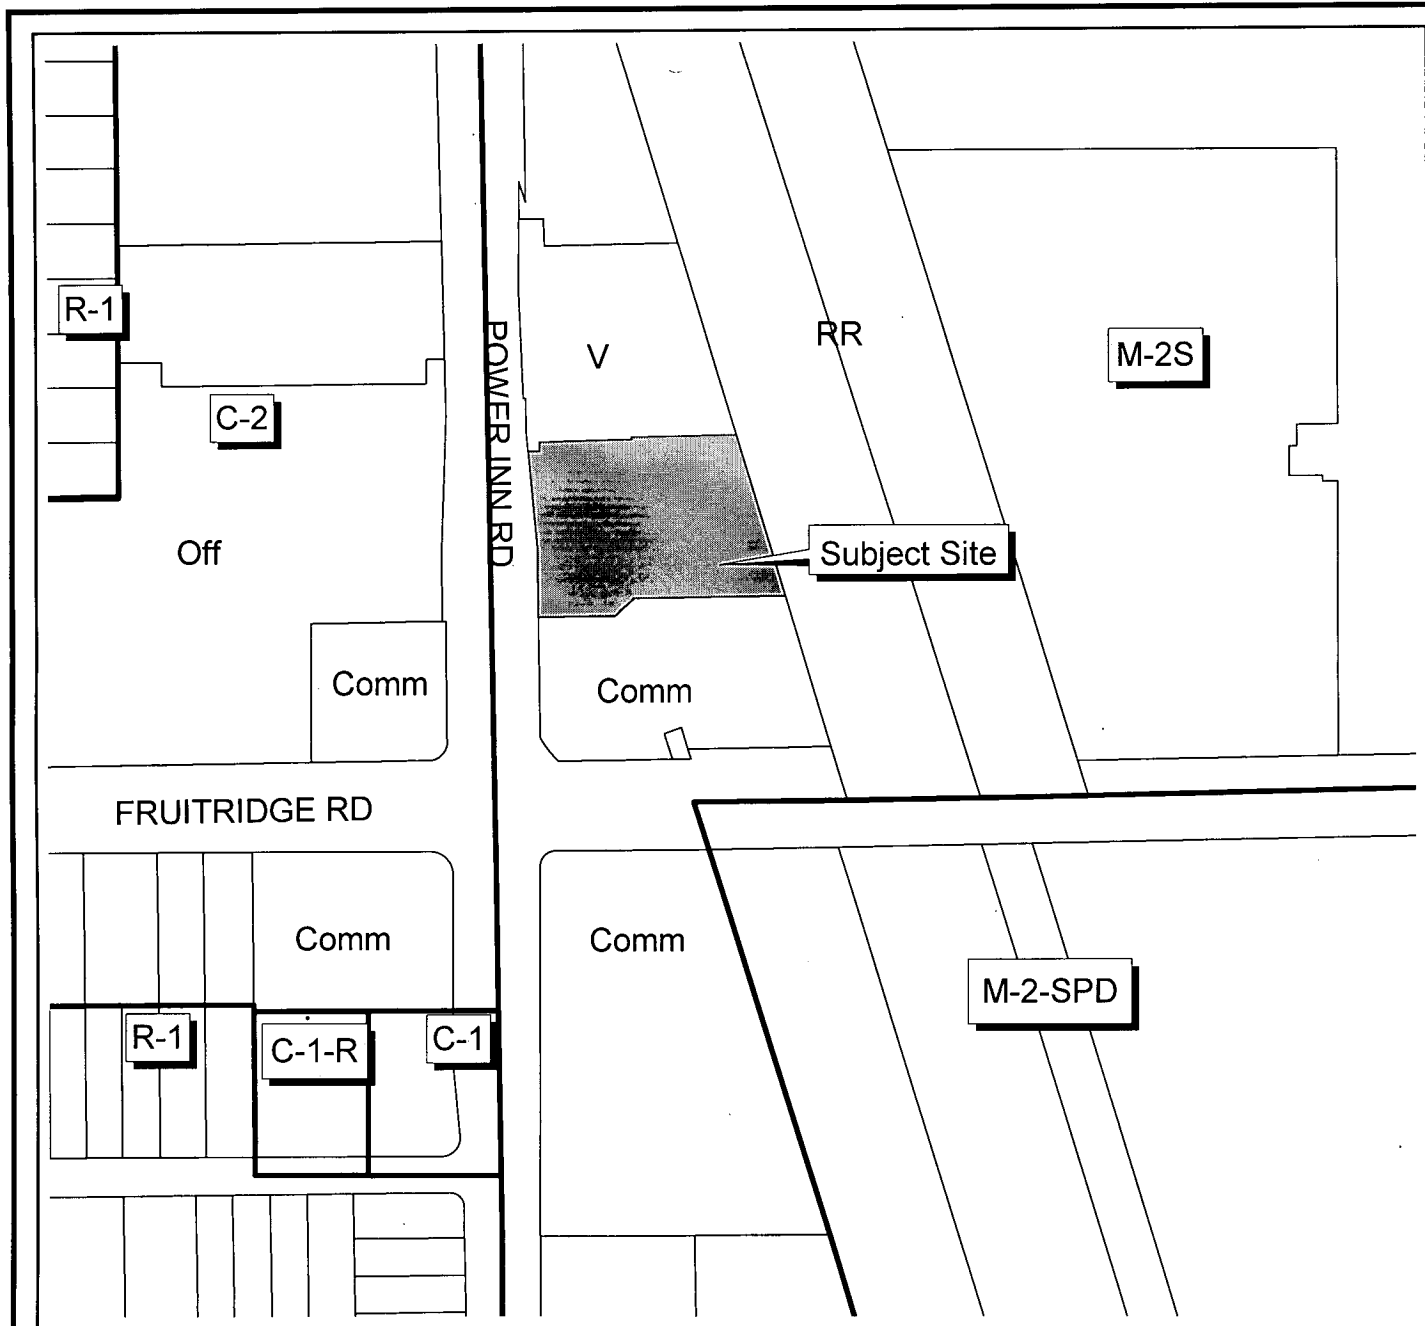 R-1
POWER INN RD
V
RR
M-2S
C-2
Off
Subject Site
Comm
Comm
FRUITRIDGE RD
Comm
Comm
M-2-SPD
R-1
C-1-R
C-1